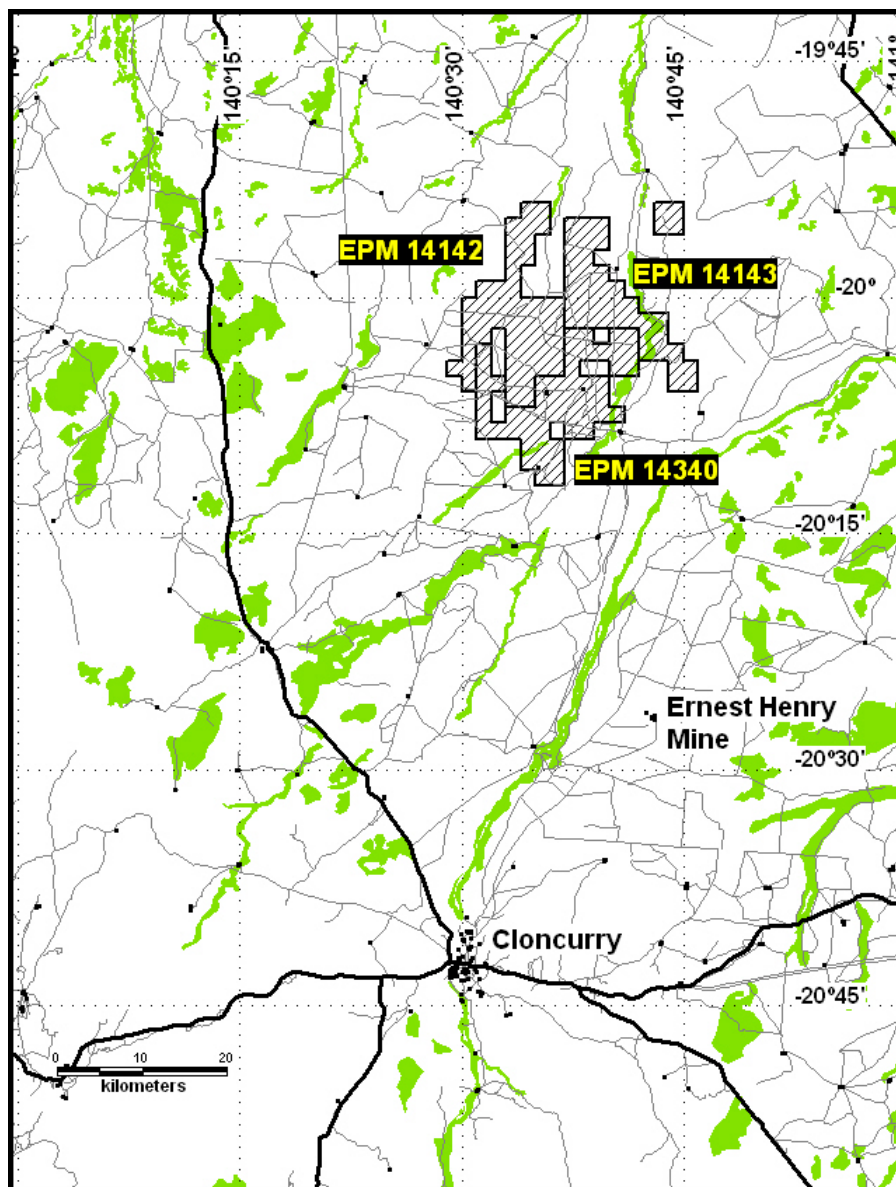 140º15'
140º30'
140º45'
-19º45'
EPM 14142
EPM 14143
-20º
EPM 14340
-20º15'
Ernest Henry
Mine
-20º30'
Cloncurry
-20º45'
0 10 20
kilometers